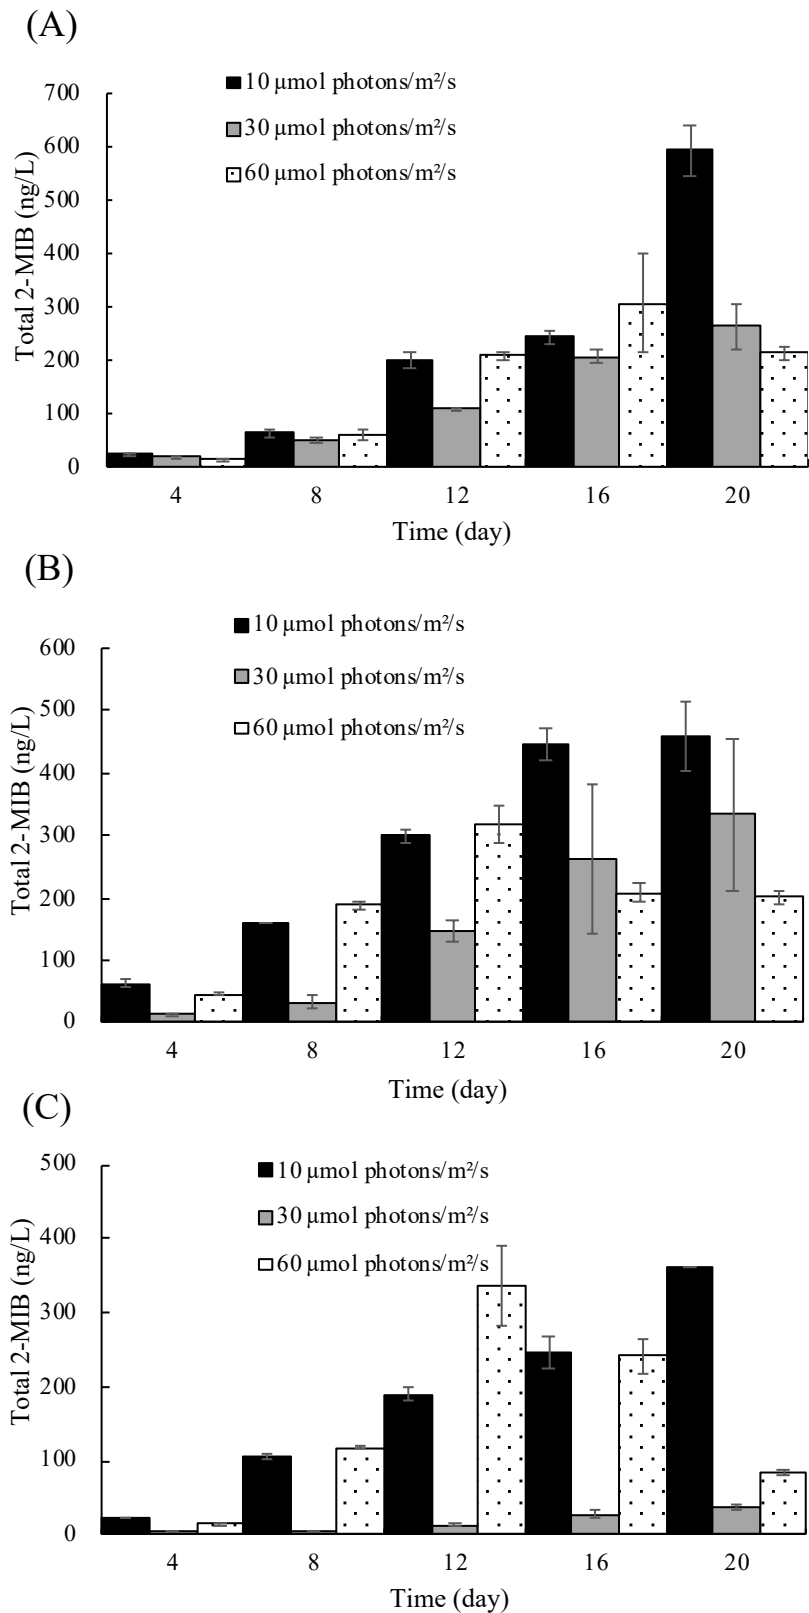 (A)
10 μmol photons/m²/s
30 μmol photons/m²/s
60 μmol photons/m²/s
Total 2-MIB (ng/L)
700
600
500
400
300
200
100
0
4 8 12 16 20
Time (day)
(B)
10 μmol photons/m²/s
30 μmol photons/m²/s
60 μmol photons/m²/s
Total 2-MIB (ng/L)
600
500
400
300
200
100
0
4 8 12 16 20
Time (day)
(C)
10 μmol photons/m²/s
30 μmol photons/m²/s
60 μmol photons/m²/s
Total 2-MIB (ng/L)
500
400
300
200
100
0
4 8 12 16 20
Time (day)